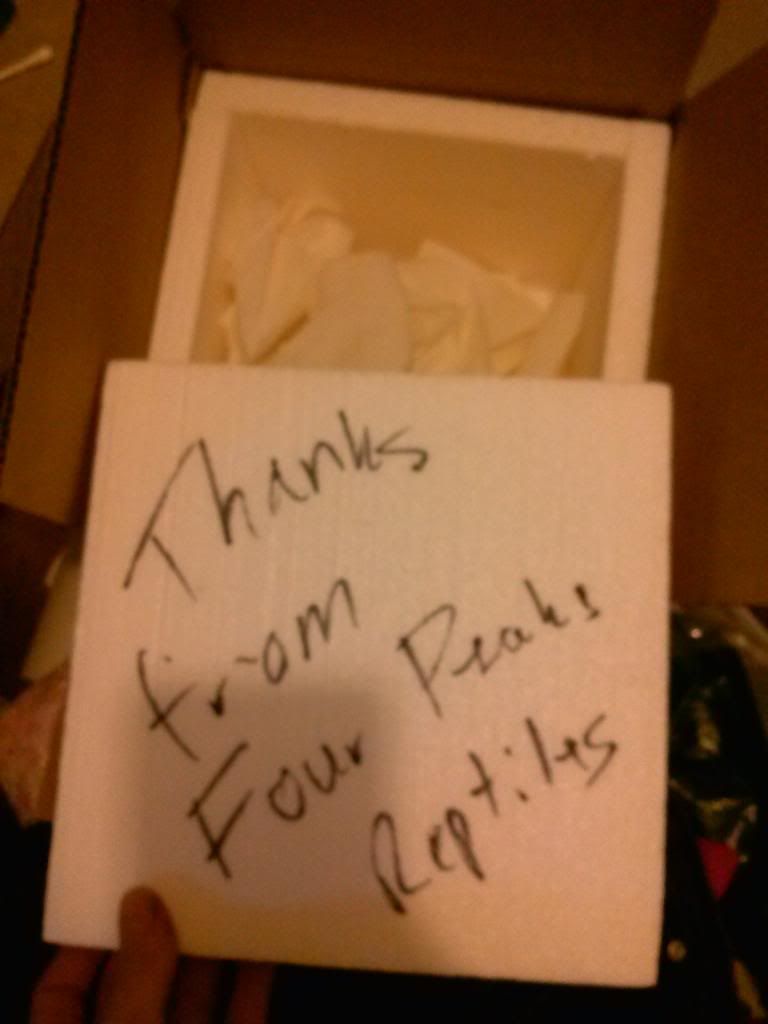 Thanks
from
Four Peaks
Reptiles